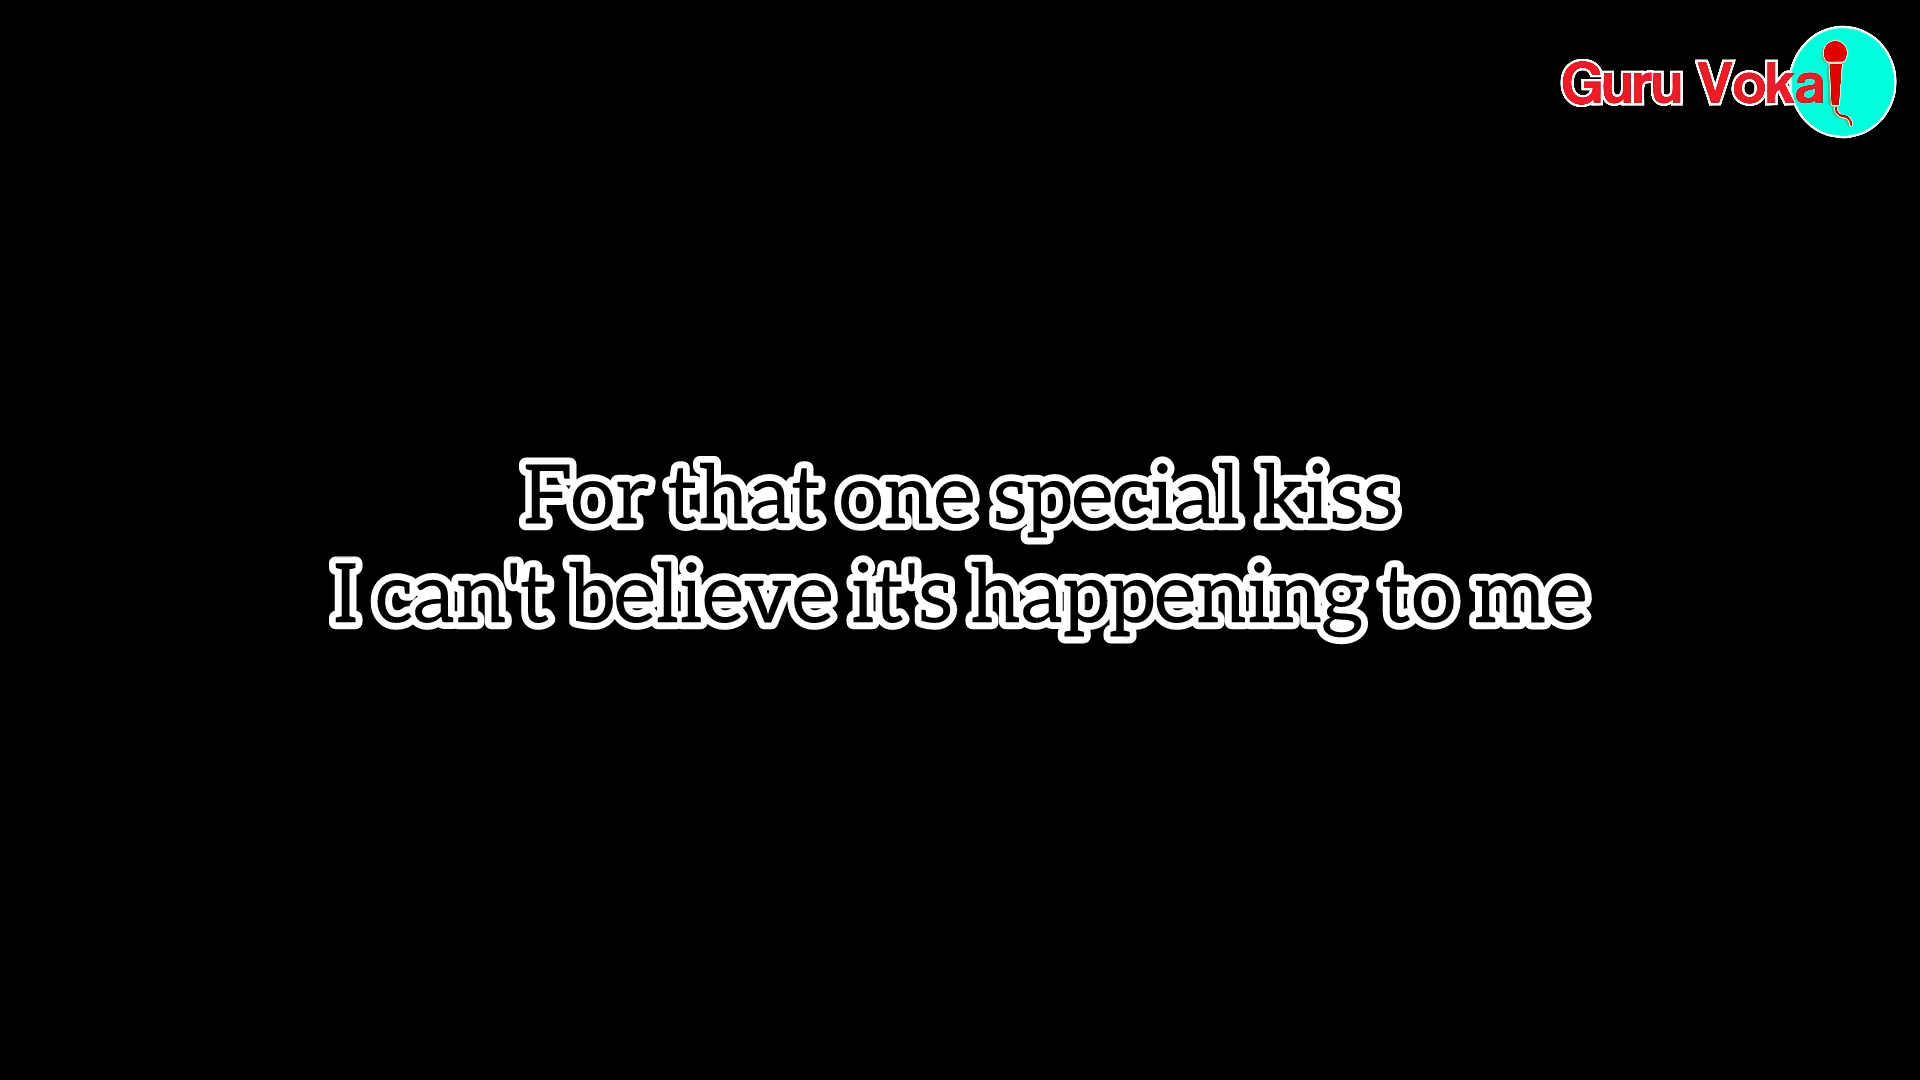 Guru Vokal
For that one special kiss
I can't believe it's happening to me